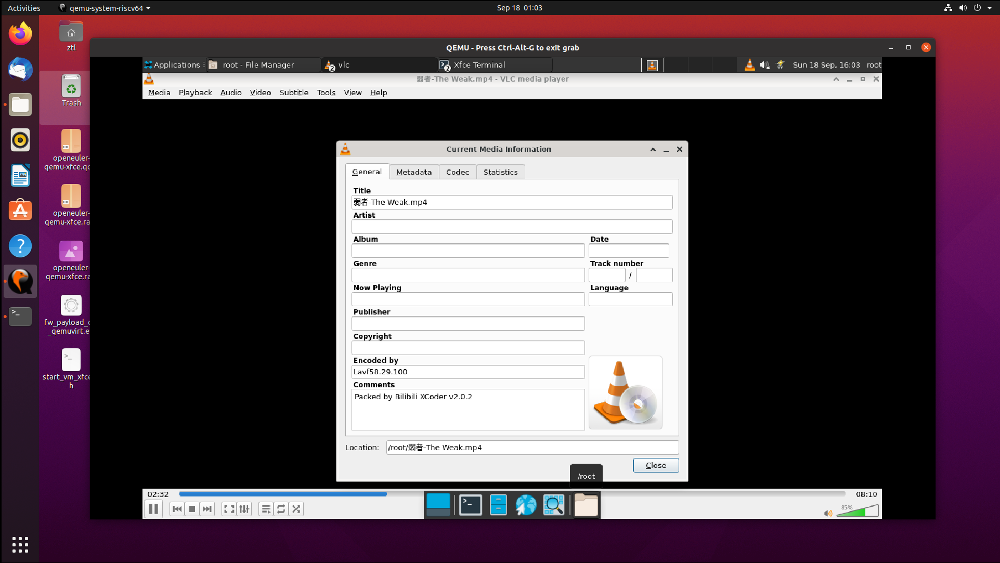 Activities
qemu-system-riscv64
Sep 18 01:03
ztl
Trash
openeuler-
qemu-xfce.qc
openeuler-
qemu-xfce.ra
openeuler-
qemu-xfce.ra
fw_payload_
_qemuvirt.e
start_vm_xfce
h
QEMU - Press Ctrl-Alt-G to exit grab
Applications
root - File Manager
2
vlc
2
Xfce Terminal
Sun 18 Sep, 16:03
root
弱者-The Weak.mp4 - VLC media player
Media Playback Audio Video Subtitle Tools View Help
Current Media Information
General Metadata Codec Statistics
Title
弱者-The Weak.mp4
Artist
Album
Date
Genre
Track number
/
Now Playing
Language
Publisher
Copyright
Encoded by
Lavf58.29.100
Comments
Packed by Bilibili XCoder v2.0.2
Location: /root/弱者-The Weak.mp4
Close
/root
02:32
08:10
85%